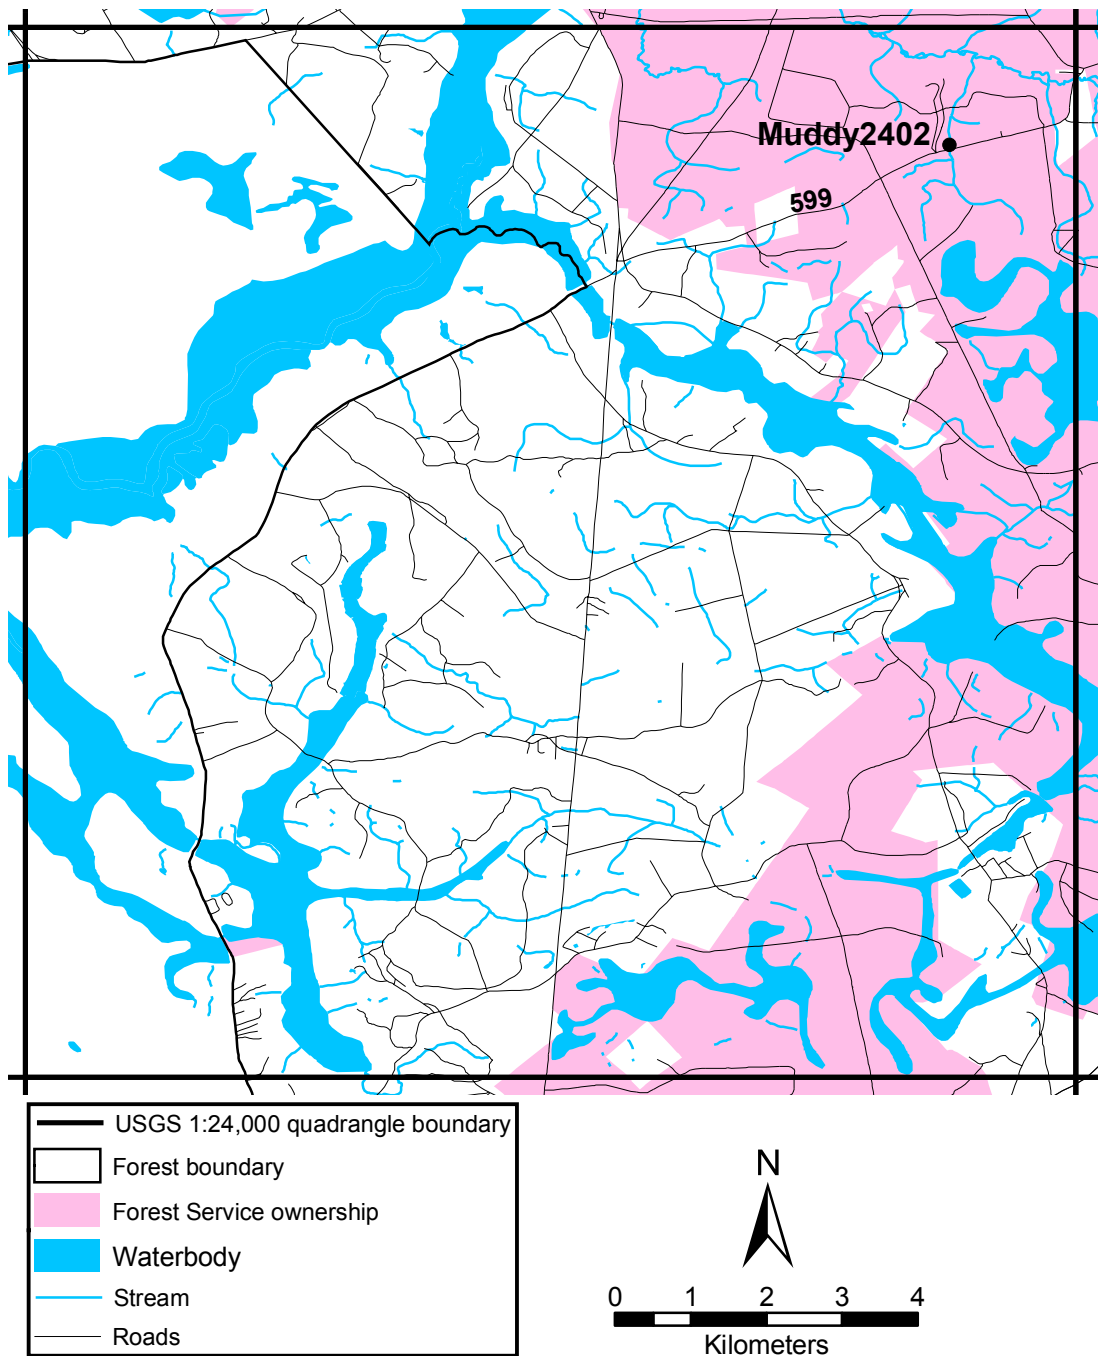 Muddy2402
599
USGS 1:24,000 quadrangle boundary
Forest boundary
Forest Service ownership
Waterbody
Stream
Roads
N
0 1 2 3 4
Kilometers